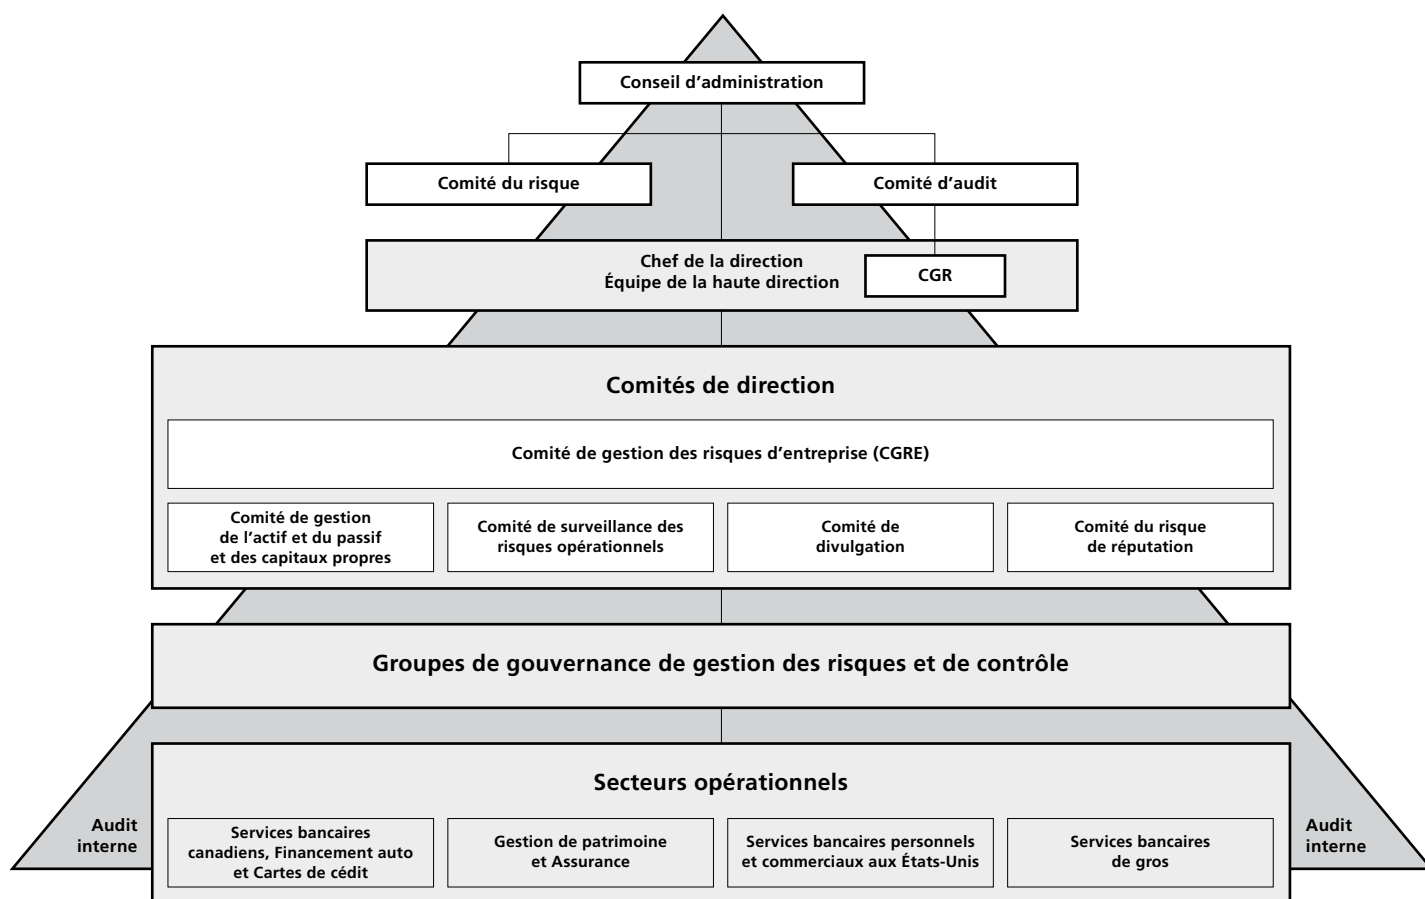 Conseil d'administration
Comité du risque
Comité d'audit
Chef de la direction
Équipe de la haute direction
CGR
Comités de direction
Comité de gestion des risques d'entreprise (CGRE)
Comité de gestion
de l'actif et du passif
et des capitaux propres
Comité de surveillance des
risques opérationnels
Comité de
divulgation
Comité du risque
de réputation
Groupes de gouvernance de gestion des risques et de contrôle
Secteurs opérationnels
Audit
interne
Services bancaires
canadiens, Financement auto
et Cartes de cédit
Gestion de patrimoine
et Assurance
Services bancaires personnels
et commerciaux aux États-Unis
Services bancaires
de gros
Audit
interne